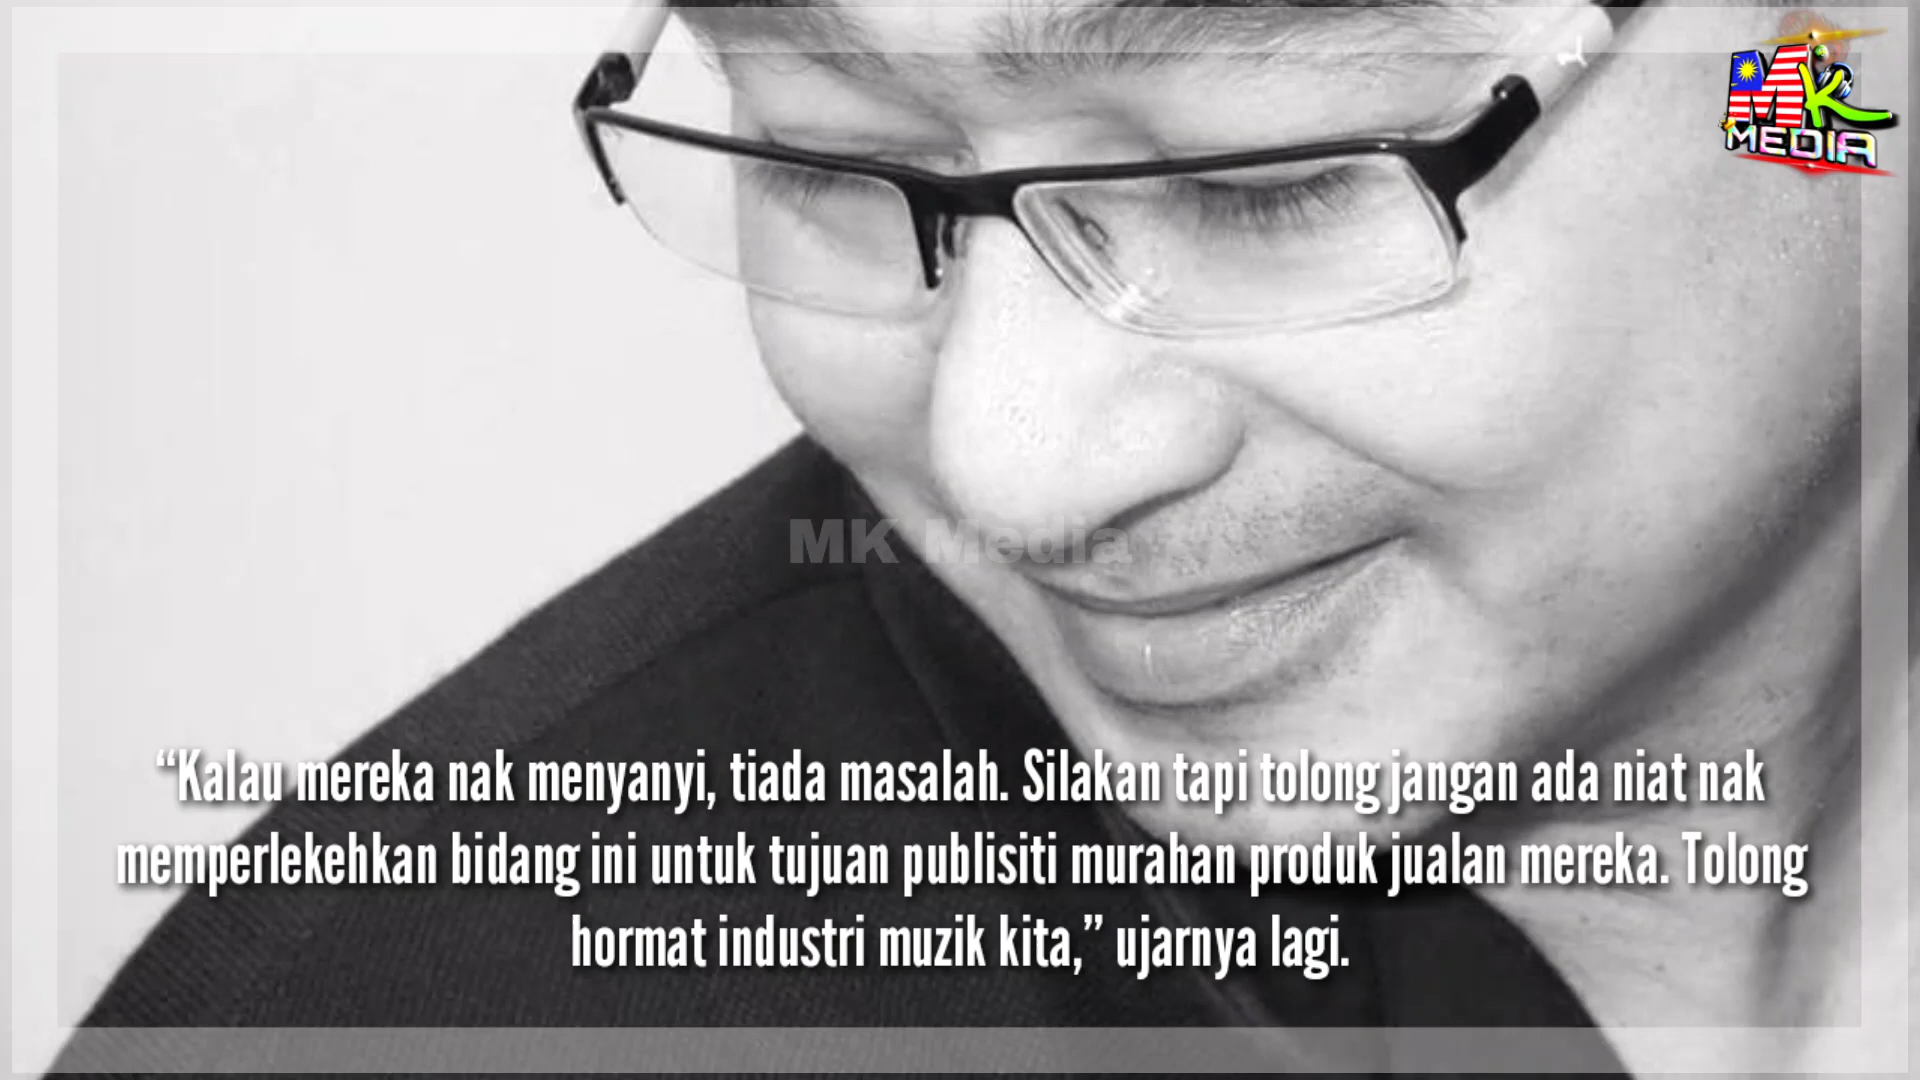 MK
MEDIA
MK Media
“Kalau mereka nak menyanyi, tiada masalah. Silakan tapi tolong jangan ada niat nak
memperlekehkan bidang ini untuk tujuan publisiti murahan produk jualan mereka. Tolong
hormat industri muzik kita,” ujarnya lagi.